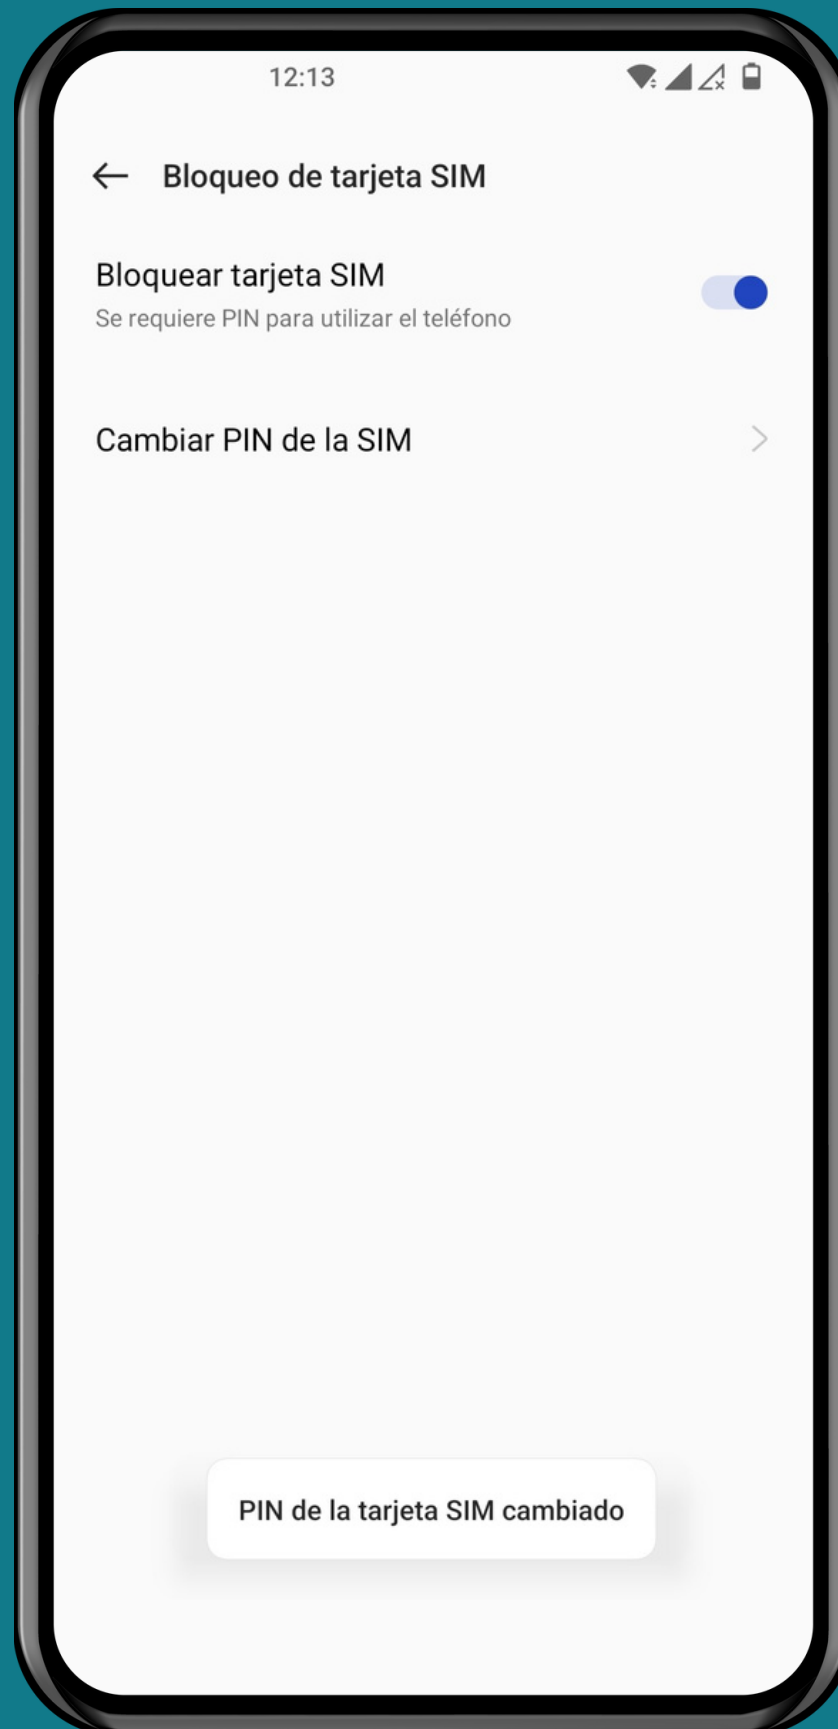 12:13
Bloqueo de tarjeta SIM
Bloquear tarjeta SIM
Se requiere PIN para utilizar el teléfono
Cambiar PIN de la SIM
PIN de la tarjeta SIM cambiado